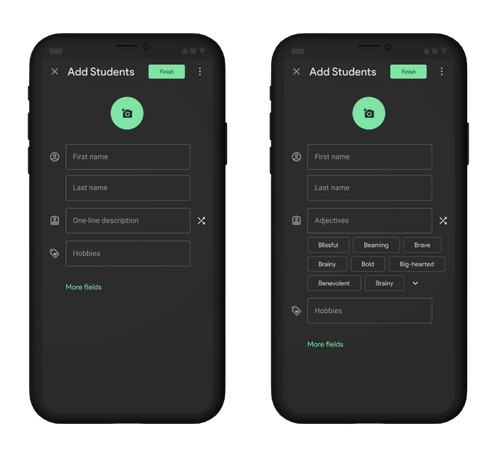 Add Students
Finish
First name
Last name
One-line description
Hobbies
More fields
Add Students
Finish
First name
Last name
Adjectives
Blissful Beaming Brave
Brainy Bold Big-hearted
Benevolent Brainy
Hobbies
More fields